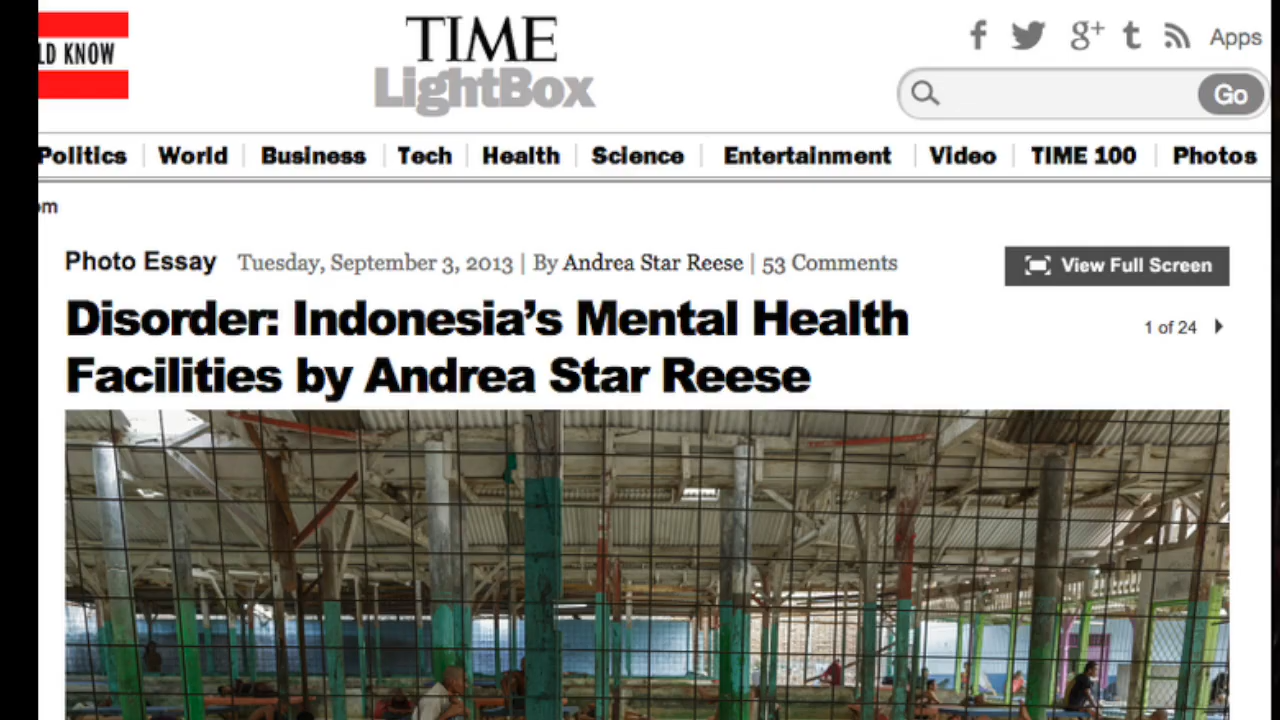 LD KNOW
TIME
LightBox
f g+ t Apps
Go
Politics World Business Tech Health Science Entertainment Video TIME 100 Photos
om
Photo Essay Tuesday, September 3, 2013 | By Andrea Star Reese | 53 Comments
View Full Screen
Disorder: Indonesia's Mental Health
1 of 24
Facilities by Andrea Star Reese